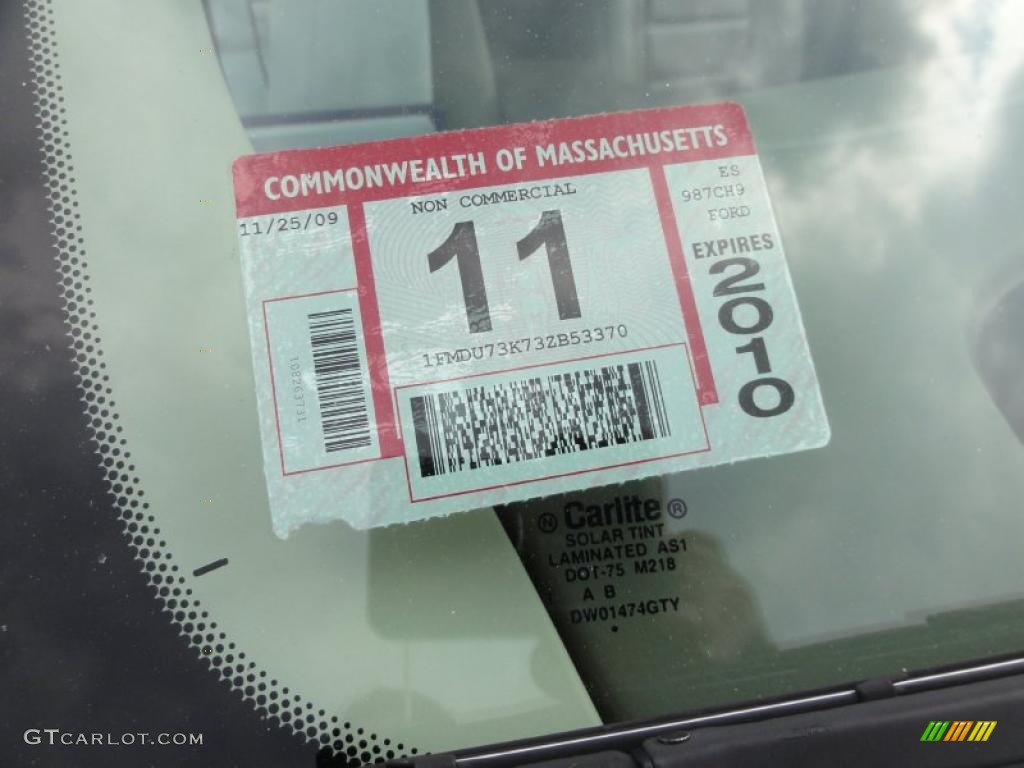 COMMONWEALTH OF MASSACHUSETTS
11/25/09
NON COMMERCIAL
ES
987CH9
FORD
11
EXPIRES
2010
1FMDU73K73ZB53370
108263731
N Carlite ®
SOLAR TINT
LAMINATED AS1
DOT-75 M218
A B
DW01474GTY
GTCARLOT.COM